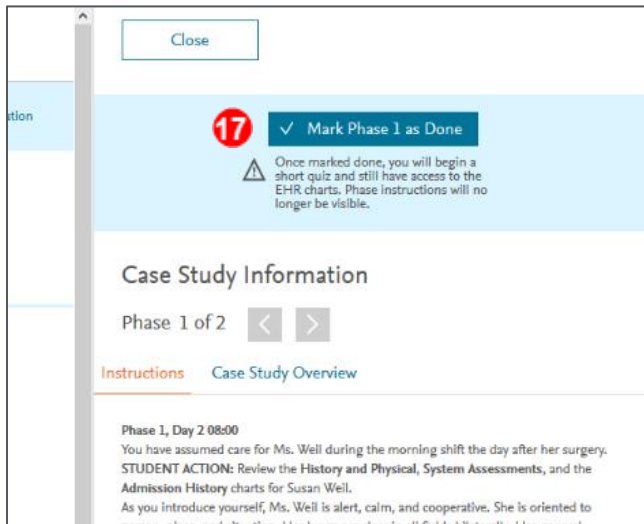 Close
ution
17
✓ Mark Phase 1 as Done
Once marked done, you will begin a
short quiz and still have access to the
EHR charts. Phase instructions will no
longer be visible.
Case Study Information
Phase 1 of 2 < >
Instructions Case Study Overview
Phase 1, Day 2 08:00
You have assumed care for Ms. Weil during the morning shift the day after her surgery.
STUDENT ACTION: Review the History and Physical, System Assessments, and the
Admission History charts for Susan Weil.
As you introduce yourself, Ms. Weil is alert, calm, and cooperative. She is oriented to